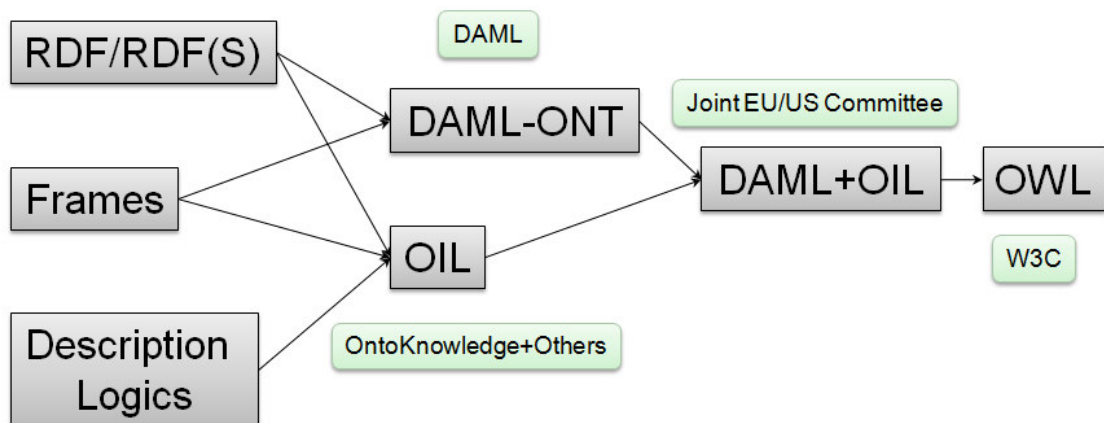 DAML
RDF/RDF(S)
Joint EU/US Committee
DAML-ONT
DAML+OIL
OWL
Frames
OIL
W3C
OntoKnowledge+Others
Description
Logics